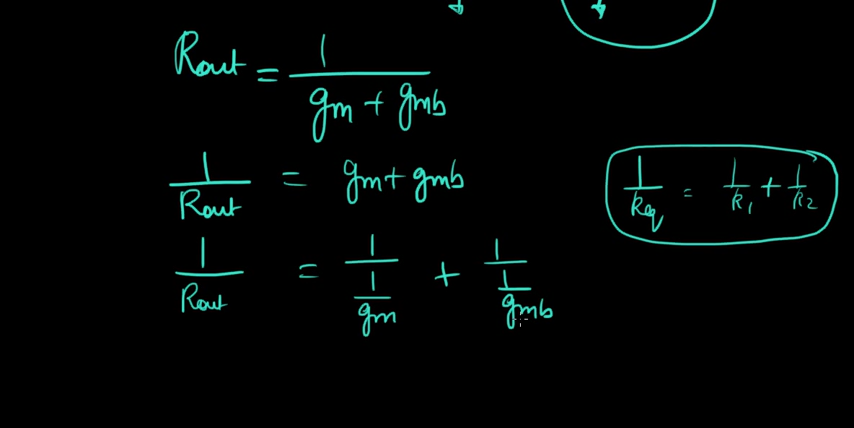 Rout = 1 / (gm + gmb)
1/Rout = gm + gmb
1/Req = 1/R1 + 1/R2
1/Rout = 1/(1/gm) + 1/(1/gmb)